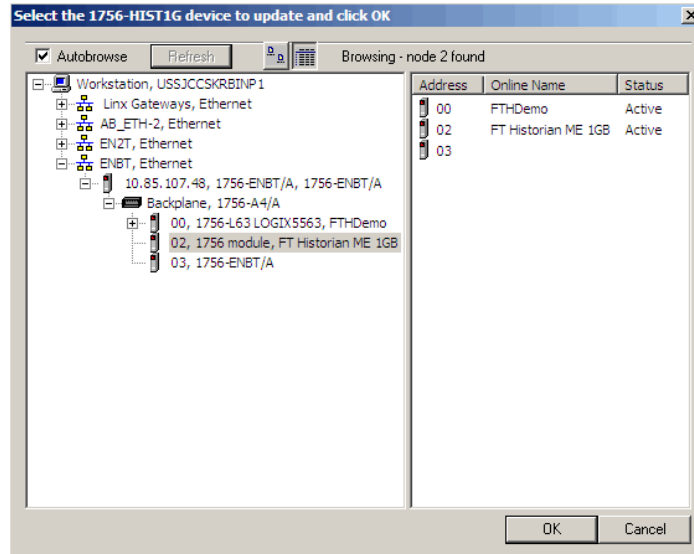 Select the 1756-HIST1G device to update and click OK
Autobrowse Refresh Browsing - node 2 found
Workstation, USSJCCSKRBINP1
Linx Gateways, Ethernet
AB_ETH-2, Ethernet
EN2T, Ethernet
ENBT, Ethernet
10.85.107.48, 1756-ENBT/A, 1756-ENBT/A
Backplane, 1756-A4/A
00, 1756-L63 LOGIX5563, FTHDemo
02, 1756 module, FT Historian ME 1GB
03, 1756-ENBT/A
Address Online Name Status
00 FTHDemo Active
02 FT Historian ME 1GB Active
03
OK Cancel